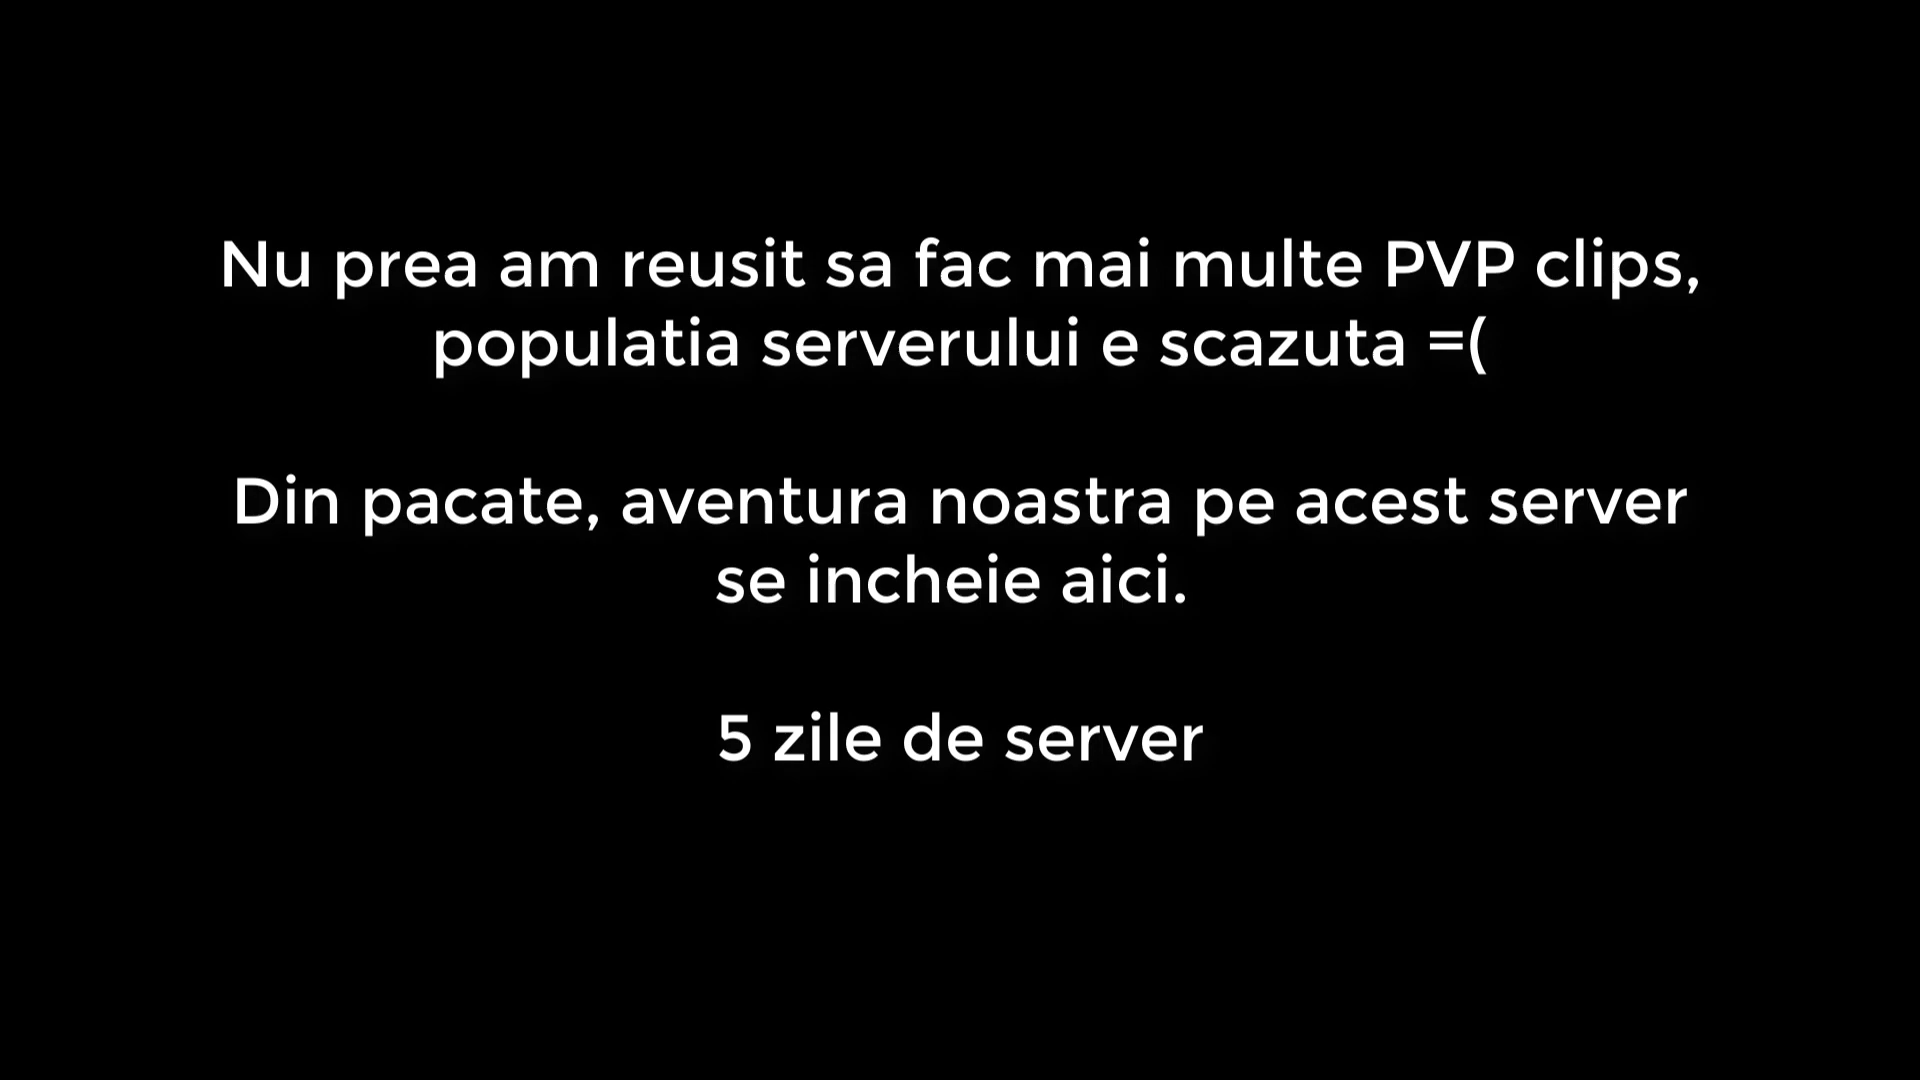 Nu prea am reusit sa fac mai multe PVP clips,
populatia serverului e scazuta =(
Din pacate, aventura noastra pe acest server
se incheie aici.
5 zile de server